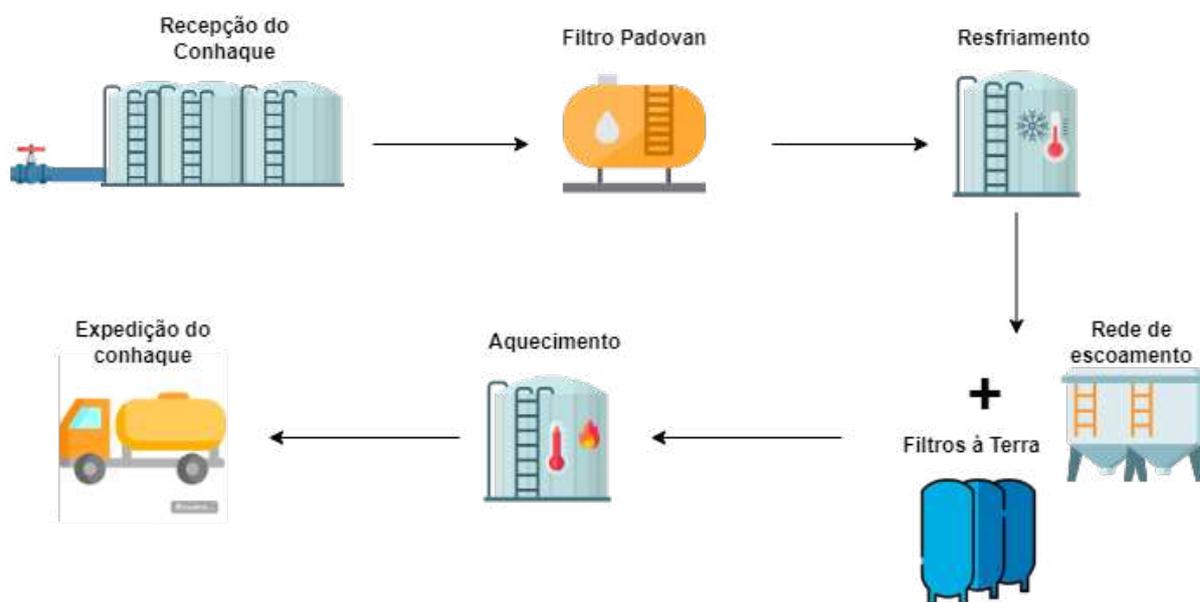 Recepção do
Conhaque
Filtro Padovan
Resfriamento
Rede de
escoamento
+
Filtros à Terra
Aquecimento
Expedição do
conhaque